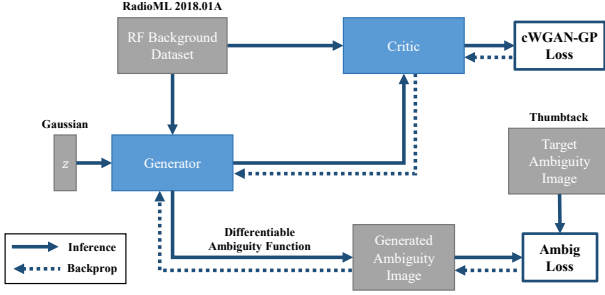 RadioML 2018.01A
RF Background
Dataset
Critic
cWGAN-GP
Loss
Gaussian
z
Generator
Thumbtack
Target
Ambiguity
Image
Differentiable
Ambiguity Function
Generated
Ambiguity
Image
Ambig
Loss
Inference
Backprop